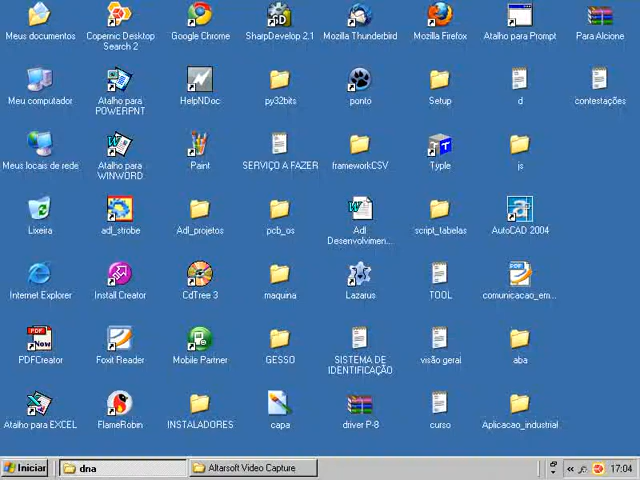 Meus documentos
Copernic Desktop
Search 2
Google Chrome
SharpDevelop 2.1
Mozilla Thunderbird
Mozilla Firefox
Atalho para Prompt
Para Alcione
Meu computador
Atalho para
POWERPNT
HelpNDoc
py32bits
ponto
Setup
d
contestações
Meus locais de rede
Atalho para
WINWORD
Paint
SERVIÇO A FAZER
frameworkCSV
Typle
js
Lixeira
adl_strobe
Adl_projetos
pcb_os
Adl
Desenvolvimen...
script_tabelas
AutoCAD 2004
Internet Explorer
Install Creator
CdTree 3
maquina
Lazarus
TOOL
comunicacao_em...
PDFCreator
Foxit Reader
Mobile Partner
GESSO
SISTEMA DE
IDENTIFICAÇÃO
visão geral
aba
Atalho para EXCEL
FlameRobin
INSTALADORES
capa
driver P-8
curso
Aplicacao_industrial
Iniciar
dna
Altarsoft Video Capture
17:04